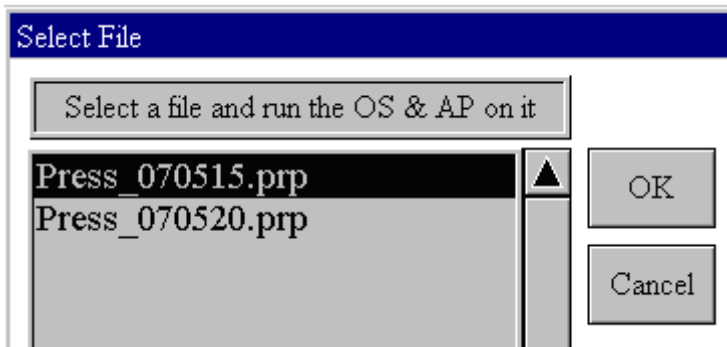 Select File
Select a file and run the OS & AP on it
Press_070515.prp
Press_070520.prp
OK
Cancel